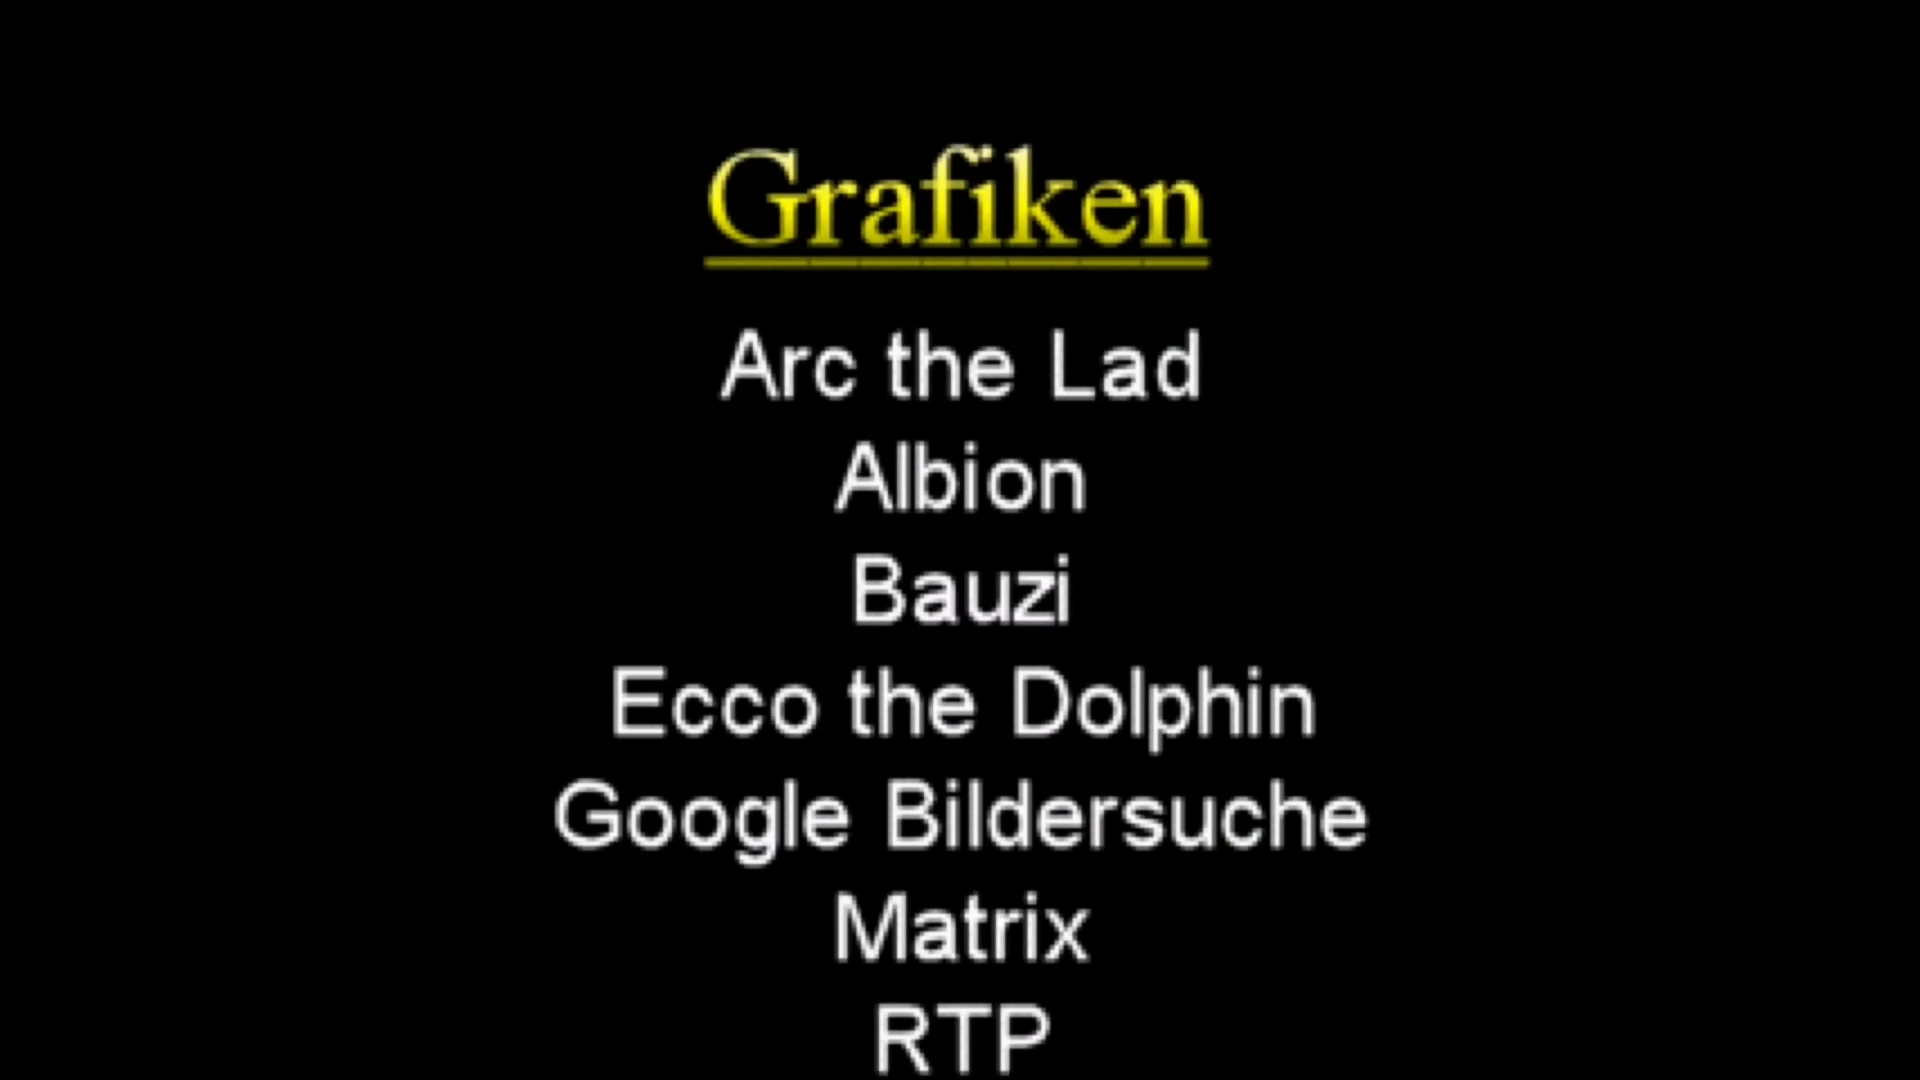 Grafiken
Arc the Lad
Albion
Bauzi
Ecco the Dolphin
Google Bildersuche
Matrix
RTP